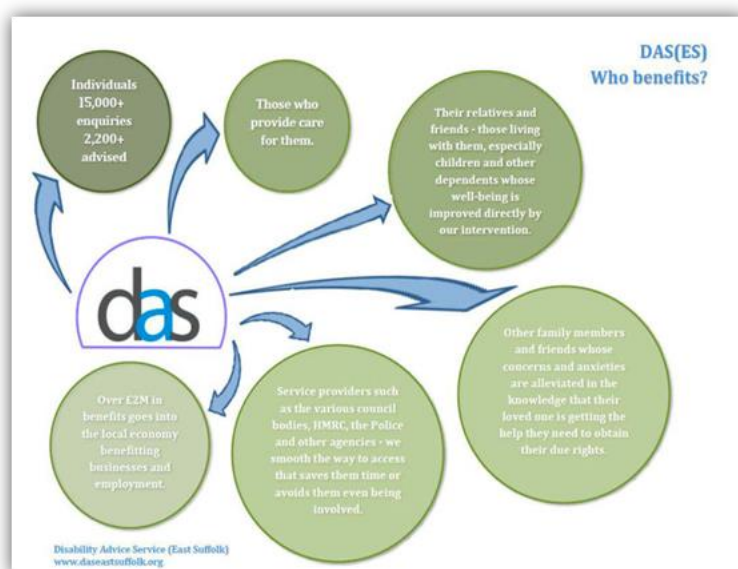 DAS(ES)
Who benefits?
Individuals
15,000+
enquiries
2,200+
advised
Those who
provide care
for them.
Their relatives and
friends - those living
with them, especially
children and other
dependents whose
well-being is
improved directly by
our intervention.
das
Other family members
and friends whose
concerns and anxieties
are alleviated in the
knowledge that their
loved one is getting the
help they need to obtain
their due rights.
Over £2M in
benefits goes into
the local economy
benefitting
businesses and
employment.
Service providers such
as the various council
bodies, HMRC, the Police
and other agencies - we
smooth the way to access
that saves them time or
avoids them even being
involved.
Disability Advice Service (East Suffolk)
www.daseastsuffolk.org